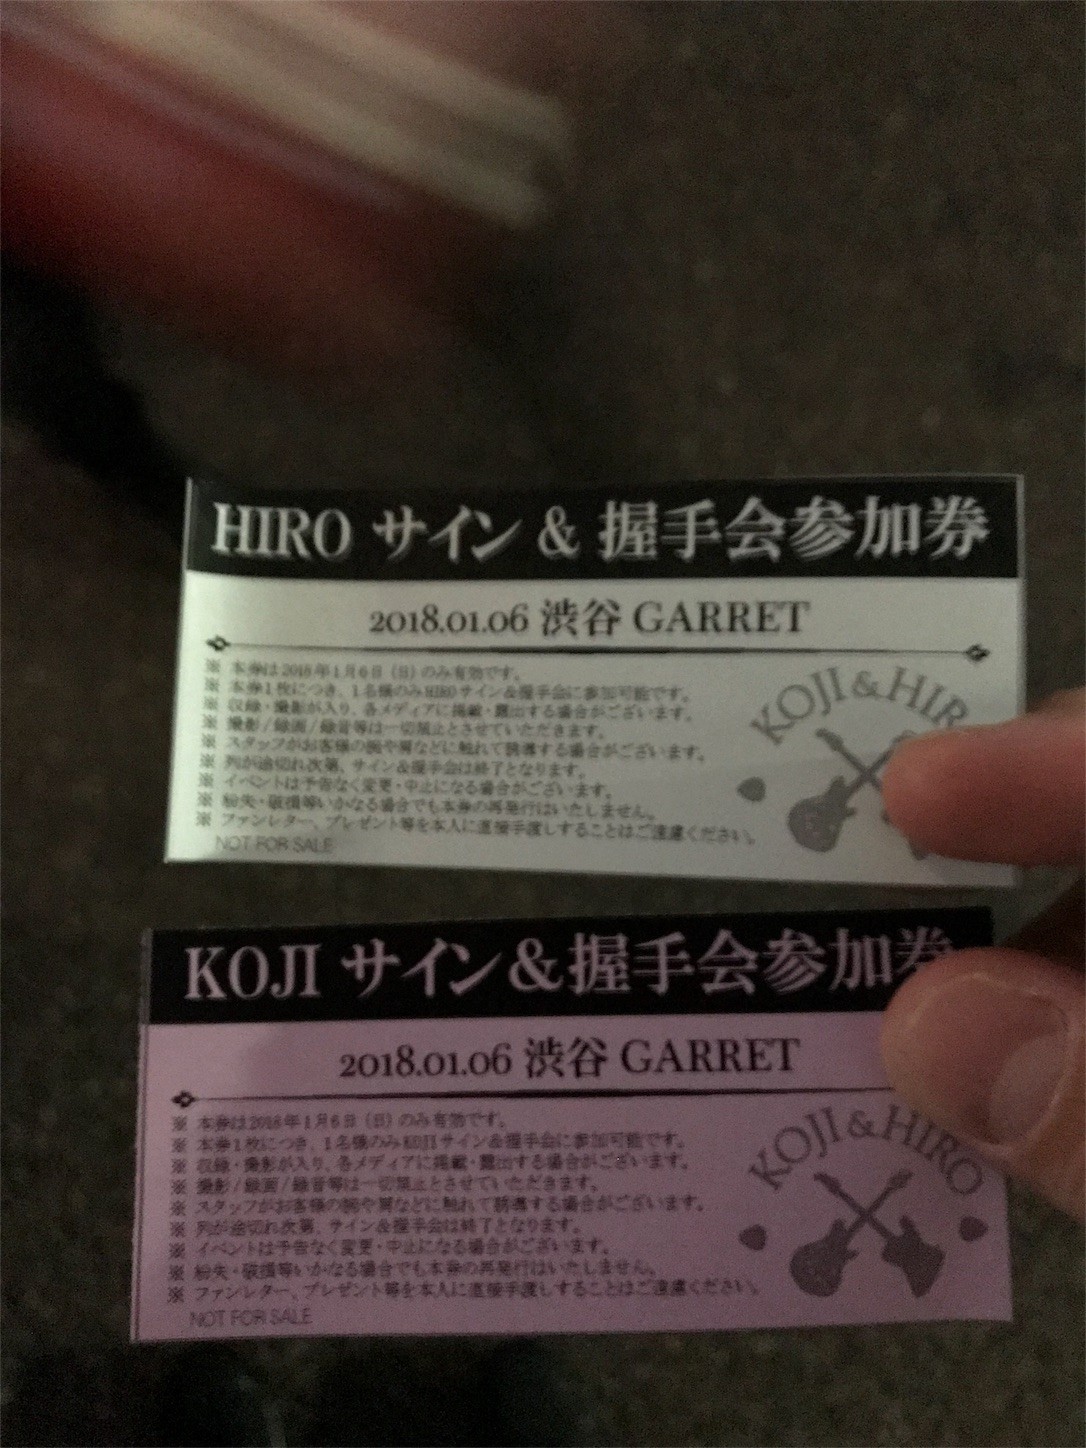 HIRO サイン & 握手会参加券
2018.01.06 渋谷 GARRET
※ 本券は2018年1月6日（日）のみ有効です。
※ 本券1枚につき、1名様のみHIROサイン&握手会に参加可能です。
※ 収録・撮影が入り、各メディアに掲載・露出する場合がございます。
※ 撮影/録画/録音等は一切禁止とさせていただきます。
※ スタッフがお客様の腕や肩などに触れて誘導する場合がございます。
※ 列が途切れ次第、サイン&握手会は終了となります。
※ イベントは予告なく変更・中止になる場合がございます。
※ 紛失・破損等いかなる場合でも本券の再発行はいたしません。
※ ファンレター、プレゼント等を本人に直接手渡しすることはご遠慮ください。
NOT FOR SALE
KOJI & HIR
KOJI サイン&握手会参加券
2018.01.06 渋谷 GARRET
※ 本券は2018年1月6日（日）のみ有効です。
※ 本券1枚につき、1名様のみKOJIサイン&握手会に参加可能です。
※ 収録・撮影が入り、各メディアに掲載・露出する場合がございます。
※ 撮影/録画/録音等は一切禁止とさせていただきます。
※ スタッフがお客様の腕や肩などに触れて誘導する場合がございます。
※ 列が途切れ次第、サイン&握手会は終了となります。
※ イベントは予告なく変更・中止になる場合がございます。
※ 紛失・破損等いかなる場合でも本券の再発行はいたしません。
※ ファンレター、プレゼント等を本人に直接手渡しすることはご遠慮ください。
NOT FOR SALE
KOJI & HIRO